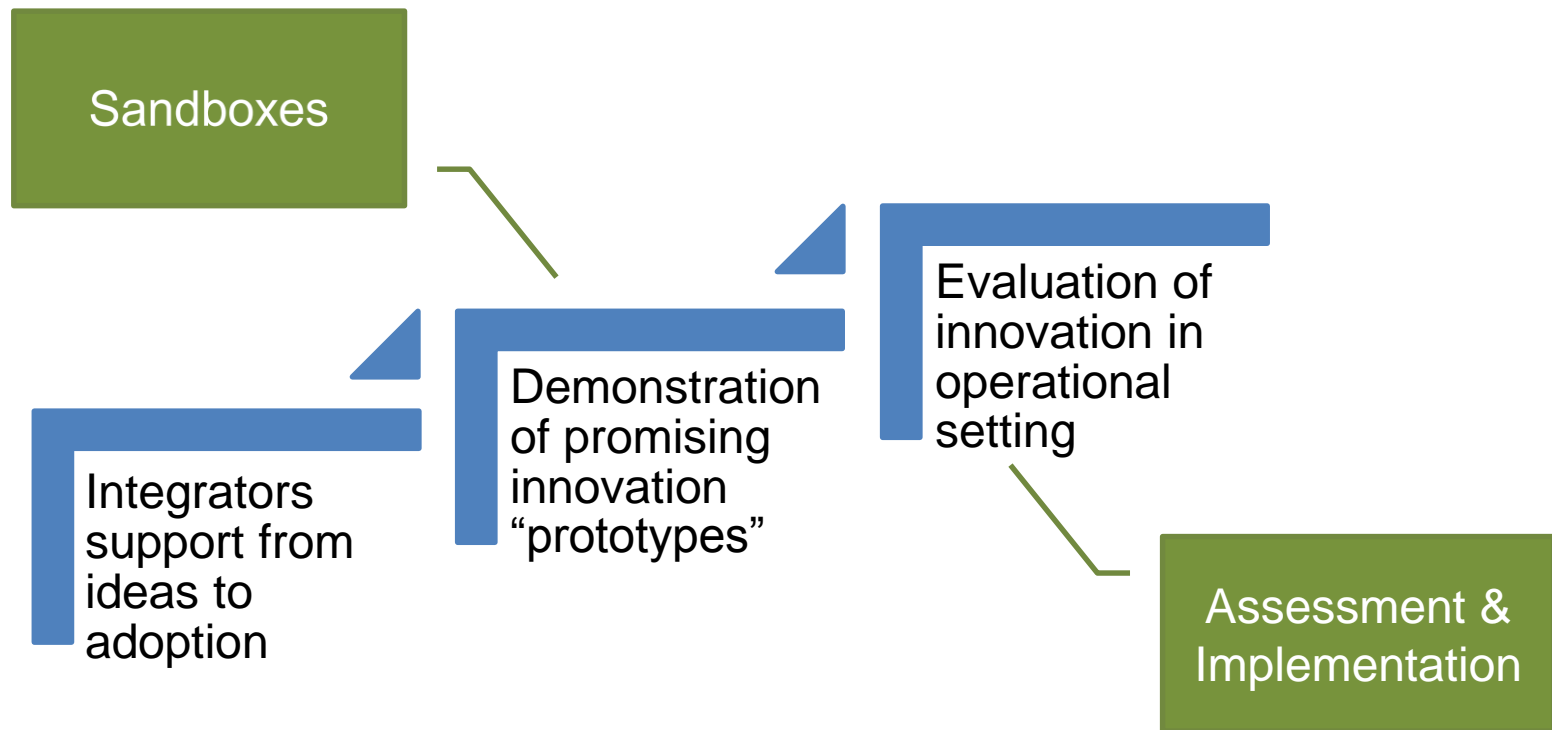 Sandboxes
Evaluation of
innovation in
operational
setting
Demonstration
of promising
innovation
“prototypes”
Integrators
support from
ideas to
adoption
Assessment &
Implementation